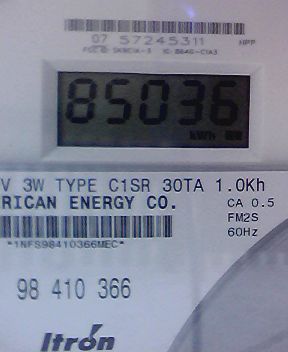 07 57245311 NPP
85036
kWh
V 3W TYPE C1SR 30TA 1.0Kh
RICAN ENERGY CO. CA 0.5
FM2S
*1NFS98410366MEC* 60Hz
98 410 366
Itron